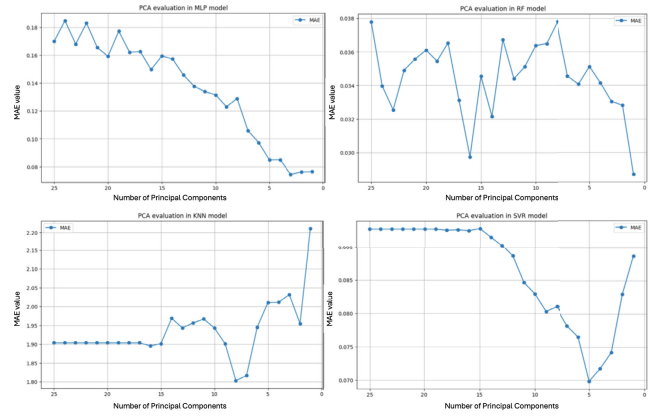 PCA evaluation in MLP model
MAE
MAE value
0.18
0.16
0.14
0.12
0.10
0.08
25 20 15 10 5 0
Number of Principal Components
PCA evaluation in RF model
MAE
MAE value
0.038
0.036
0.034
0.032
0.030
25 20 15 10 5 0
Number of Principal Components
PCA evaluation in KNN model
MAE
MAE value
2.20
2.15
2.10
2.05
2.00
1.95
1.90
1.85
1.80
25 20 15 10 5 0
Number of Principal Components
PCA evaluation in SVR model
MAE
MAE value
0.090
0.085
0.080
0.075
0.070
25 20 15 10 5 0
Number of Principal Components